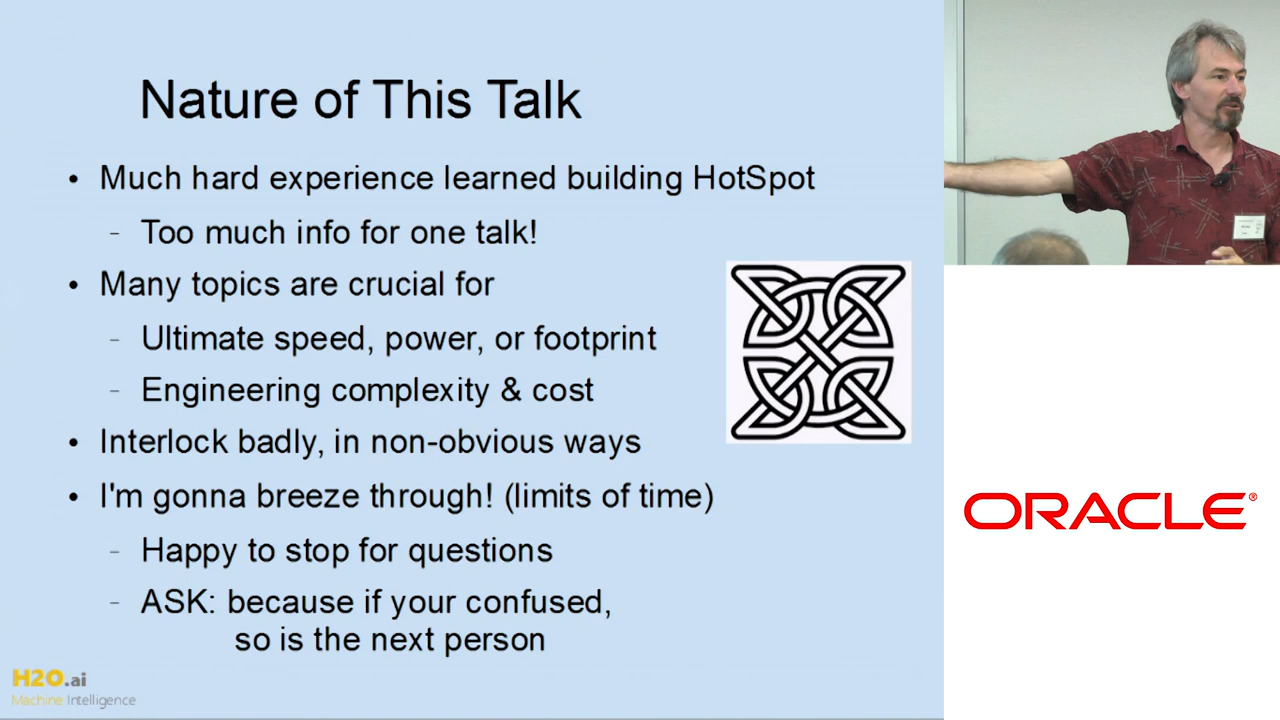 Nature of This Talk
• Much hard experience learned building HotSpot
– Too much info for one talk!
• Many topics are crucial for
– Ultimate speed, power, or footprint
– Engineering complexity & cost
• Interlock badly, in non-obvious ways
• I'm gonna breeze through! (limits of time)
– Happy to stop for questions
– ASK: because if your confused,
so is the next person
H2O.ai
Machine Intelligence
ORACLE®